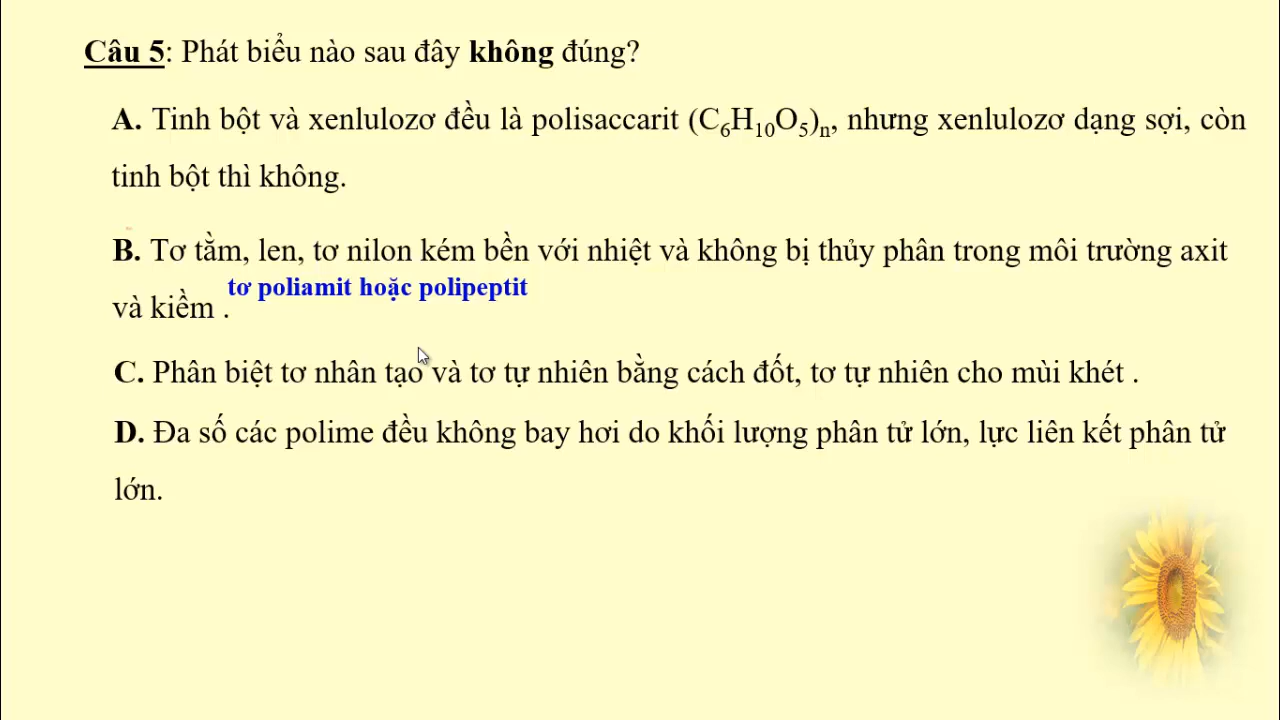 Câu 5: Phát biểu nào sau đây không đúng?
A. Tinh bột và xenlulozơ đều là polisaccarit (C₆H₁₀O₅)ₙ, nhưng xenlulozơ dạng sợi, còn
tinh bột thì không.
B. Tơ tằm, len, tơ nilon kém bền với nhiệt và không bị thủy phân trong môi trường axit
tơ poliamit hoặc polipeptit
và kiềm .
C. Phân biệt tơ nhân tạo và tơ tự nhiên bằng cách đốt, tơ tự nhiên cho mùi khét .
D. Đa số các polime đều không bay hơi do khối lượng phân tử lớn, lực liên kết phân tử
lớn.